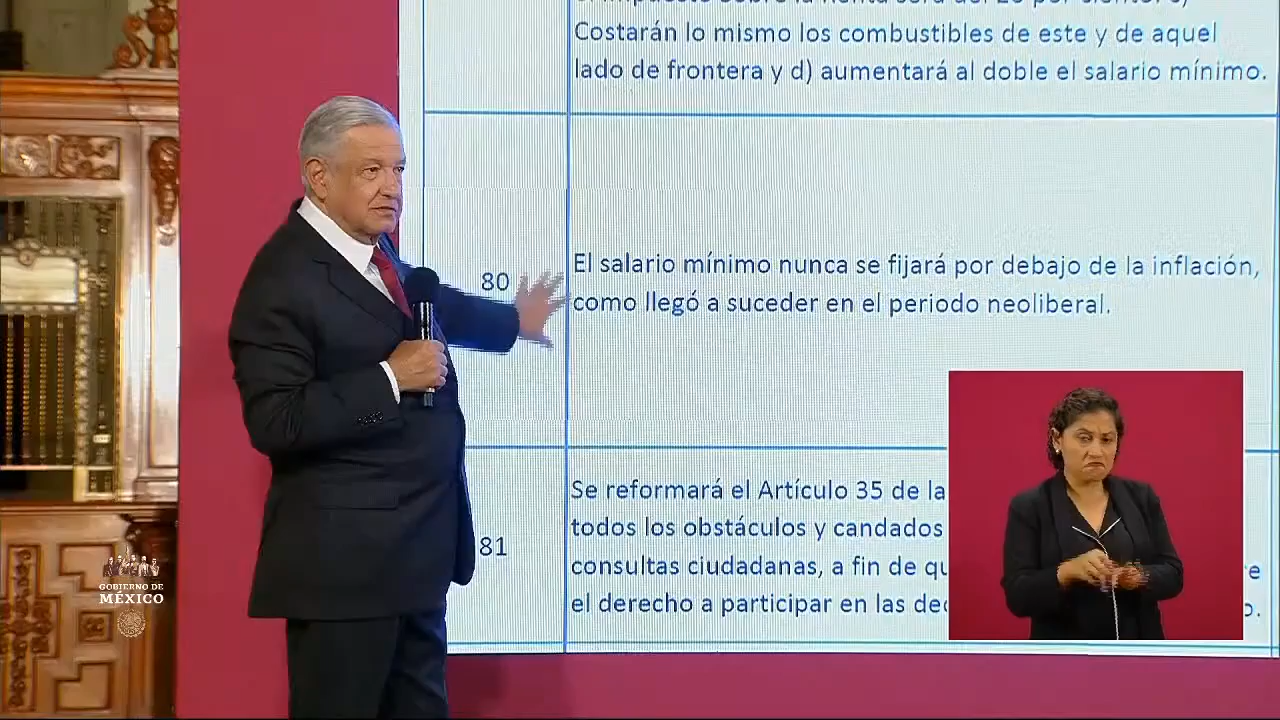 Costarán lo mismo los combustibles de este y de aquel
lado de frontera y d) aumentará al doble el salario mínimo.
80
El salario mínimo nunca se fijará por debajo de la inflación,
como llegó a suceder en el periodo neoliberal.
81
Se reformará el Artículo 35 de la
todos los obstáculos y candados
consultas ciudadanas, a fin de
el derecho a participar en las
GOBIERNO DE
MÉXICO